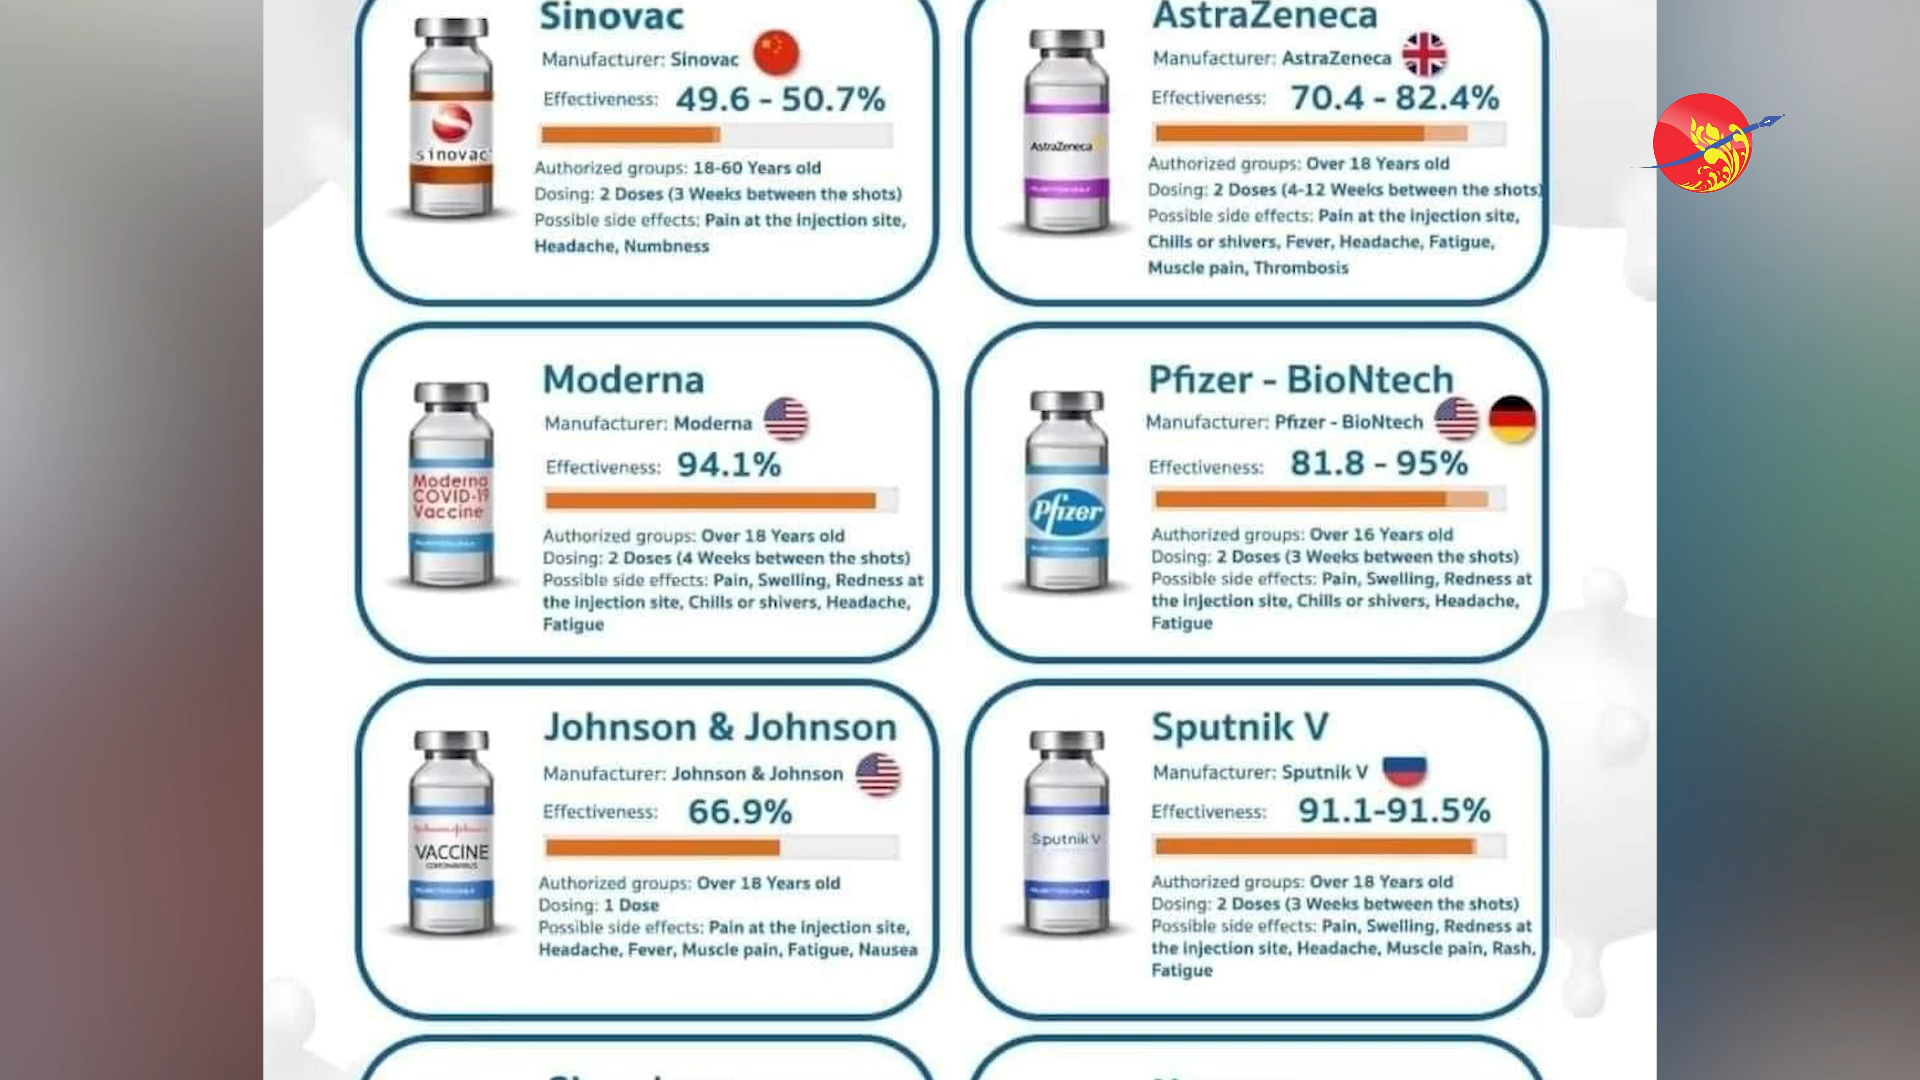 Sinovac
Manufacturer: Sinovac
Effectiveness: 49.6 - 50.7%
Authorized groups: 18-60 Years old
Dosing: 2 Doses (3 Weeks between the shots)
Possible side effects: Pain at the injection site,
Headache, Numbness
sinovac
AstraZeneca
Manufacturer: AstraZeneca
Effectiveness: 70.4 - 82.4%
Authorized groups: Over 18 Years old
Dosing: 2 Doses (4-12 Weeks between the shots)
Possible side effects: Pain at the injection site,
Chills or shivers, Fever, Headache, Fatigue,
Muscle pain, Thrombosis
AstraZeneca
Moderna
Manufacturer: Moderna
Effectiveness: 94.1%
Authorized groups: Over 18 Years old
Dosing: 2 Doses (4 Weeks between the shots)
Possible side effects: Pain, Swelling, Redness at
the injection site, Chills or shivers, Headache,
Fatigue
Moderna
COVID-19
Vaccine
Pfizer - BioNtech
Manufacturer: Pfizer - BioNtech
Effectiveness: 81.8 - 95%
Authorized groups: Over 16 Years old
Dosing: 2 Doses (3 Weeks between the shots)
Possible side effects: Pain, Swelling, Redness at
the injection site, Chills or shivers, Headache,
Fatigue
Pfizer
Johnson & Johnson
Manufacturer: Johnson & Johnson
Effectiveness: 66.9%
Authorized groups: Over 18 Years old
Dosing: 1 Dose
Possible side effects: Pain at the injection site,
Headache, Fever, Muscle pain, Fatigue, Nausea
VACCINE
CORONAVIRUS
Sputnik V
Manufacturer: Sputnik V
Effectiveness: 91.1-91.5%
Authorized groups: Over 18 Years old
Dosing: 2 Doses (3 Weeks between the shots)
Possible side effects: Pain, Swelling, Redness at
the injection site, Headache, Muscle pain, Rash,
Fatigue
Sputnik V